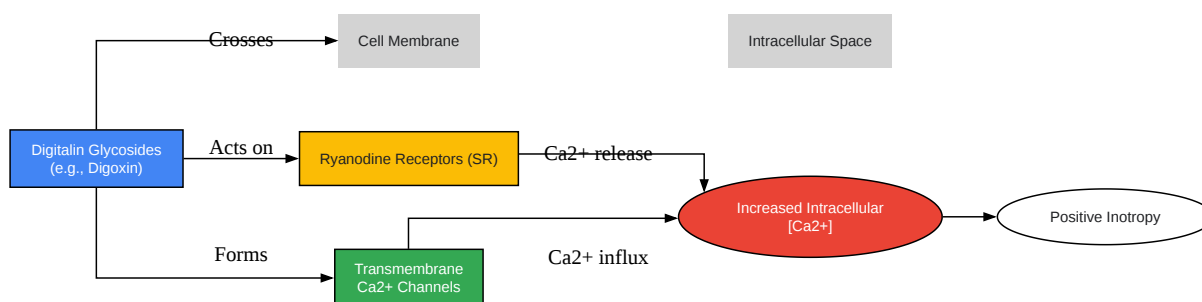 Crosses
Cell Membrane
Intracellular Space
Digitalin Glycosides
(e.g., Digoxin)
Acts on
Ryanodine Receptors (SR)
Ca2+ release
Increased Intracellular
[Ca2+]
Positive Inotropy
Forms
Transmembrane
Ca2+ Channels
Ca2+ influx